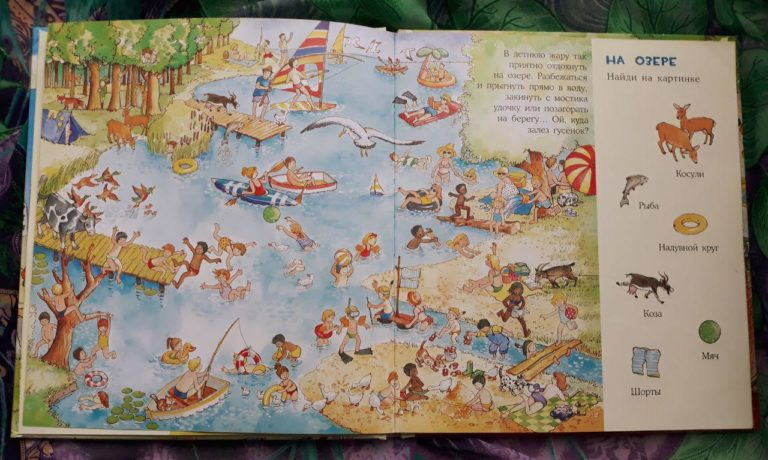 В летнюю жару так
приятно отдохнуть
на озере. Разбежаться
и прыгнуть прямо в воду,
закинуть с мостика
удочку или позагорать
на берегу... Ой, куда
залез гусёнок?
НА ОЗЕРЕ
Найди на картинке
Косули
Рыба
Надувной круг
Коза
Мяч
Шорты